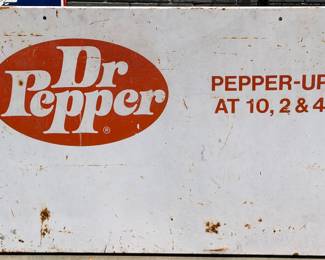 Dr
Pepper
®
PEPPER-UP
AT 10, 2 & 4